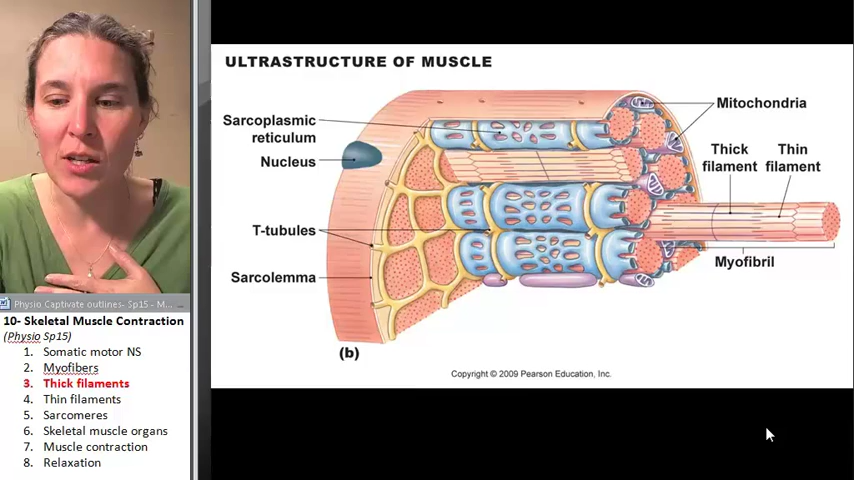 ULTRASTRUCTURE OF MUSCLE
Sarcoplasmic
reticulum
Nucleus
T-tubules
Sarcolemma
Mitochondria
Thick
filament
Thin
filament
Myofibril
(b)
Copyright © 2009 Pearson Education, Inc.
Physio Captivate outlines- Sp15 - M...
10- Skeletal Muscle Contraction
(Physio Sp15)
1. Somatic motor NS
2. Myofibers
3. Thick filaments
4. Thin filaments
5. Sarcomeres
6. Skeletal muscle organs
7. Muscle contraction
8. Relaxation